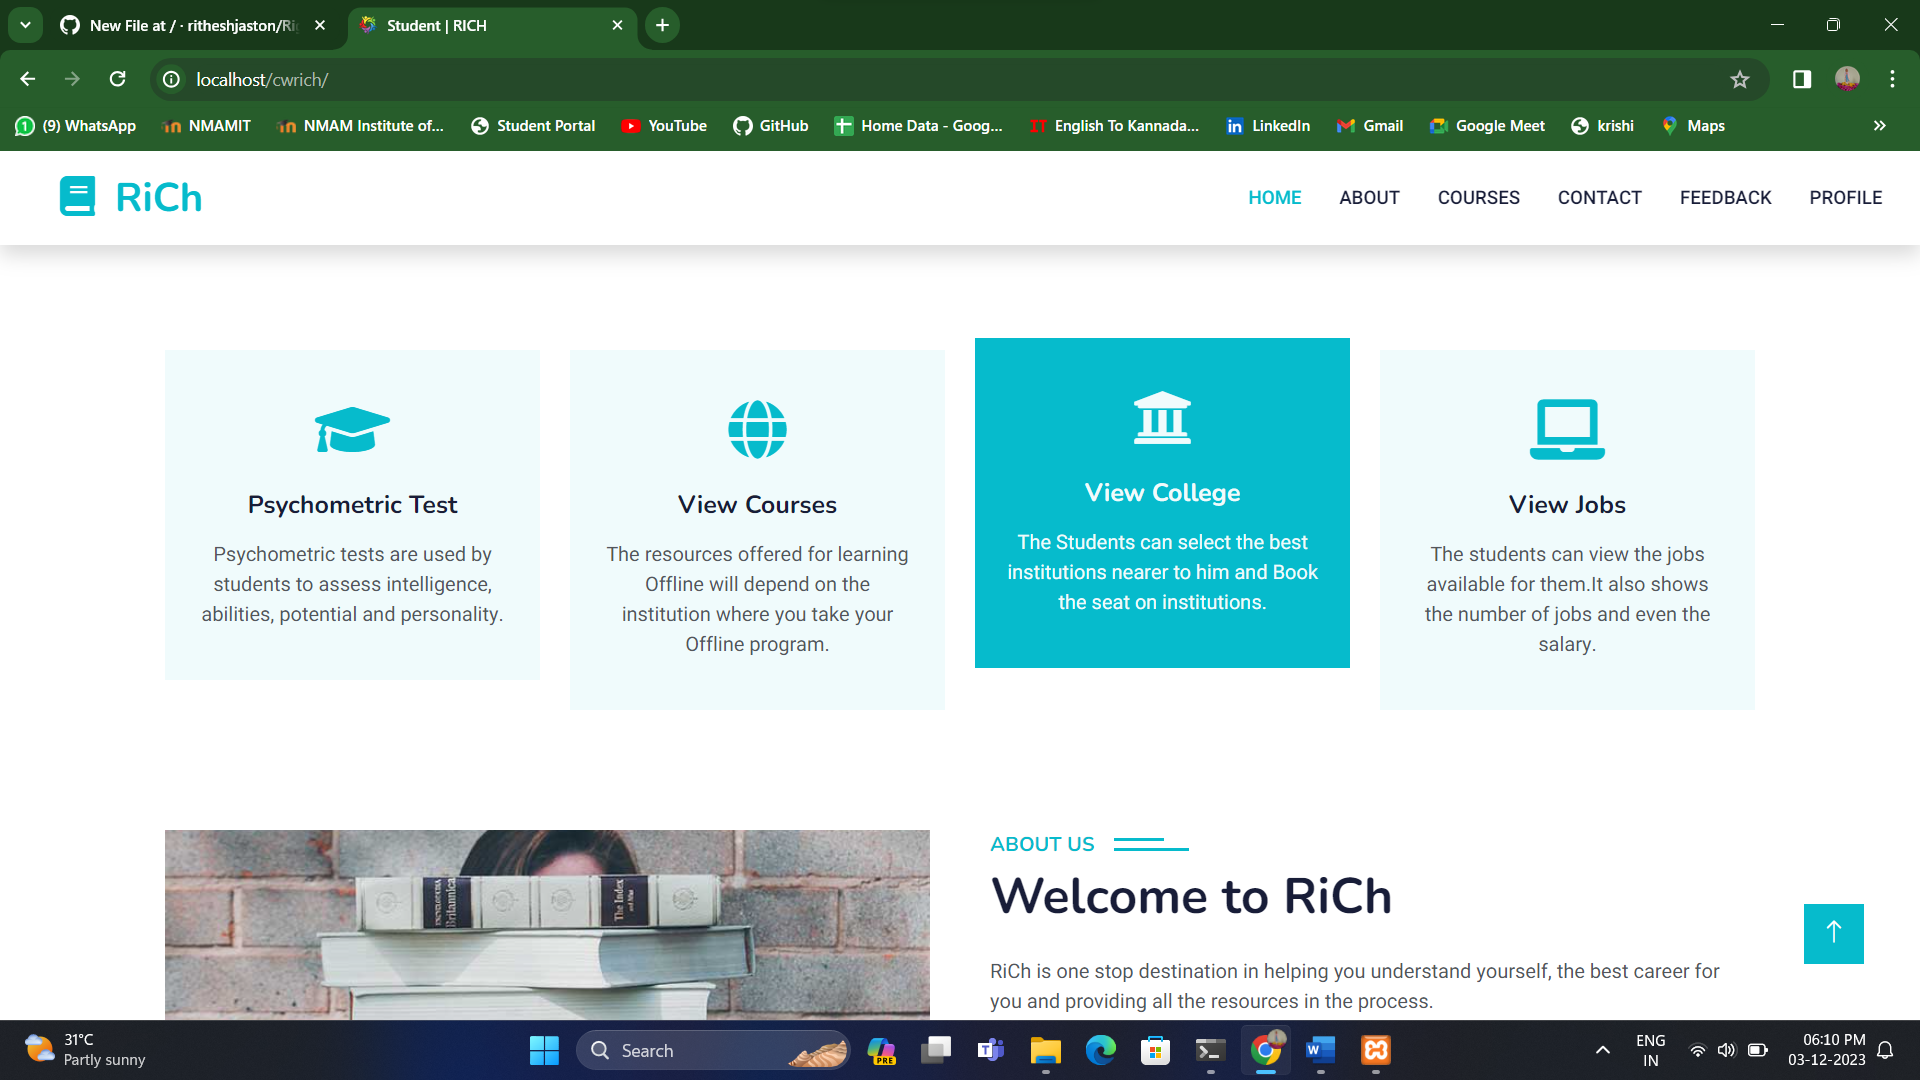 New File at / · ritheshjaston/Ri
Student | RICH
localhost/cwrich/
(9) WhatsApp
NMAMIT
NMAM Institute of...
Student Portal
YouTube
GitHub
Home Data - Goog...
IT
English To Kannada...
LinkedIn
Gmail
Google Meet
krishi
Maps
RiCh
HOME
ABOUT
COURSES
CONTACT
FEEDBACK
PROFILE
Psychometric Test
Psychometric tests are used by
students to assess intelligence,
abilities, potential and personality.
View Courses
The resources offered for learning
Offline will depend on the
institution where you take your
Offline program.
View College
The Students can select the best
institutions nearer to him and Book
the seat on institutions.
View Jobs
The students can view the jobs
available for them.It also shows
the number of jobs and even the
salary.
Britannica
The Index
ABOUT US
Welcome to RiCh
RiCh is one stop destination in helping you understand yourself, the best career for
you and providing all the resources in the process.
31°C
Partly sunny
Search
PRE
ENG
IN
06:10 PM
03-12-2023